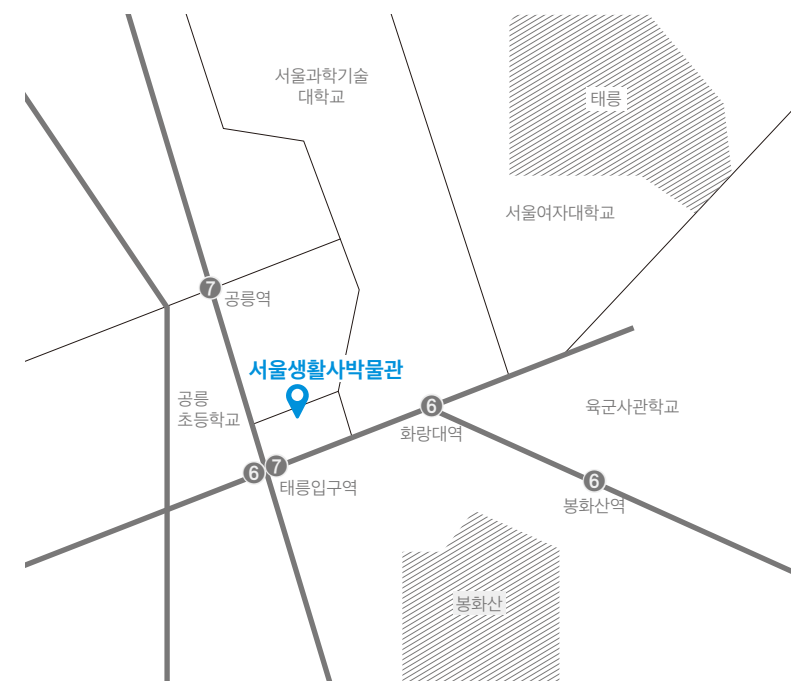 서울과학기술
대학교
태릉
서울여자대학교
7
공릉역
서울생활사박물관
공릉
초등학교
6
화랑대역
육군사관학교
6
7
태릉입구역
6
봉화산역
봉화산